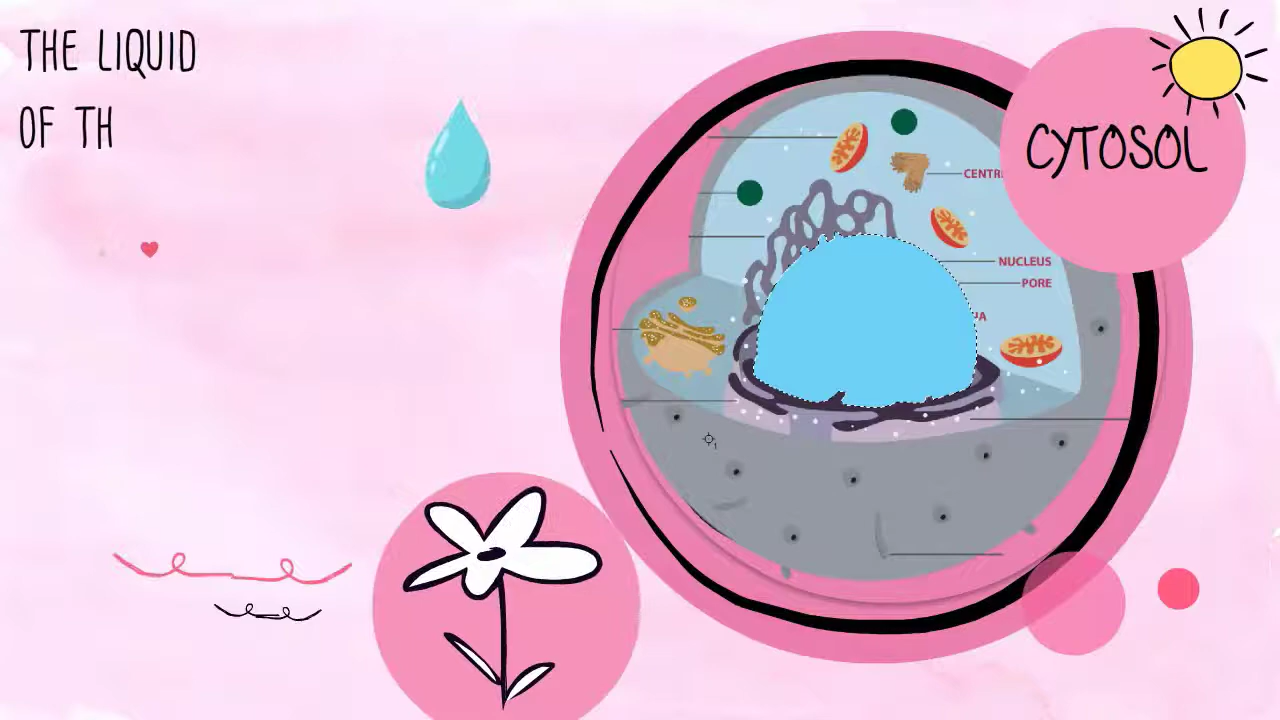 THE LIQUID
OF TH
CYTOSOL
NUCLEUS
PORE